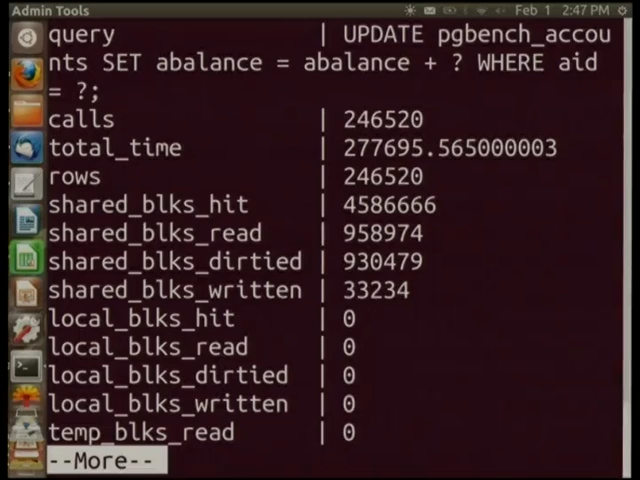 Admin Tools
Feb 1 2:47 PM
query | UPDATE pgbench_accou
nts SET abalance = abalance + ? WHERE aid
= ?;
calls | 246520
total_time | 277695.565000003
rows | 246520
shared_blks_hit | 4586666
shared_blks_read | 958974
shared_blks_dirtied | 930479
shared_blks_written | 33234
local_blks_hit | 0
local_blks_read | 0
local_blks_dirtied | 0
local_blks_written | 0
temp_blks_read | 0
--More--